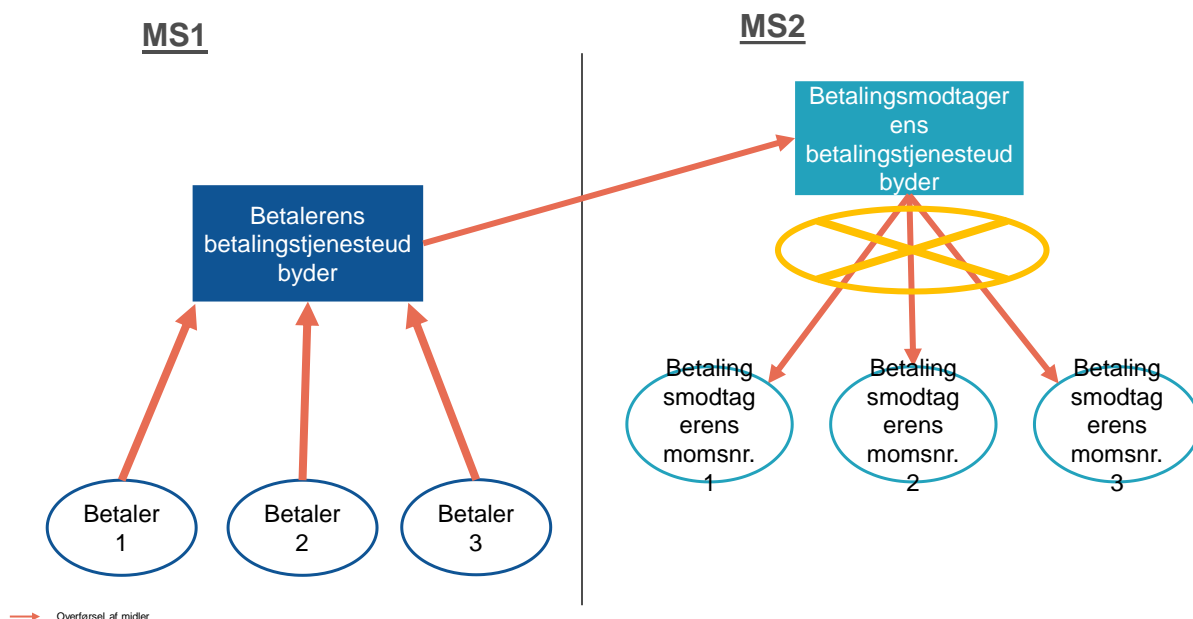 MS1
MS2
Betalingsmodtager
ens
betalingstjenesteud
byder
Betalerens
betalingstjenesteud
byder
Betaling
smodtag
erens
momsnr.
1
Betaling
smodtag
erens
momsnr.
2
Betaling
smodtag
erens
momsnr.
3
Betaler
1
Betaler
2
Betaler
3
Overførsel af midler